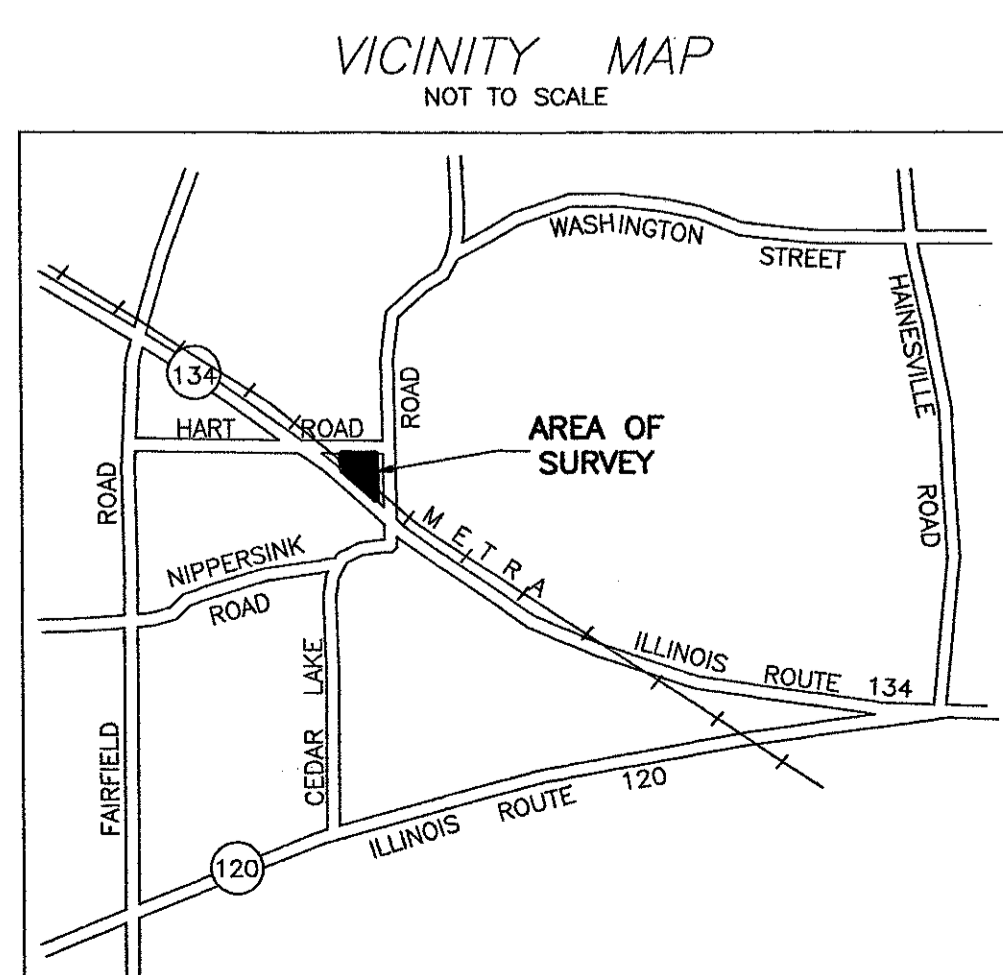 VICINITY MAP
NOT TO SCALE
WASHINGTON
STREET
HAINESVILLE
ROAD
134
HART ROAD
ROAD
AREA OF
SURVEY
ROAD
FAIRFIELD
METRA
NIPPERSINK
ROAD
CEDAR LAKE
ILLINOIS ROUTE 134
ILLINOIS ROUTE 120
120